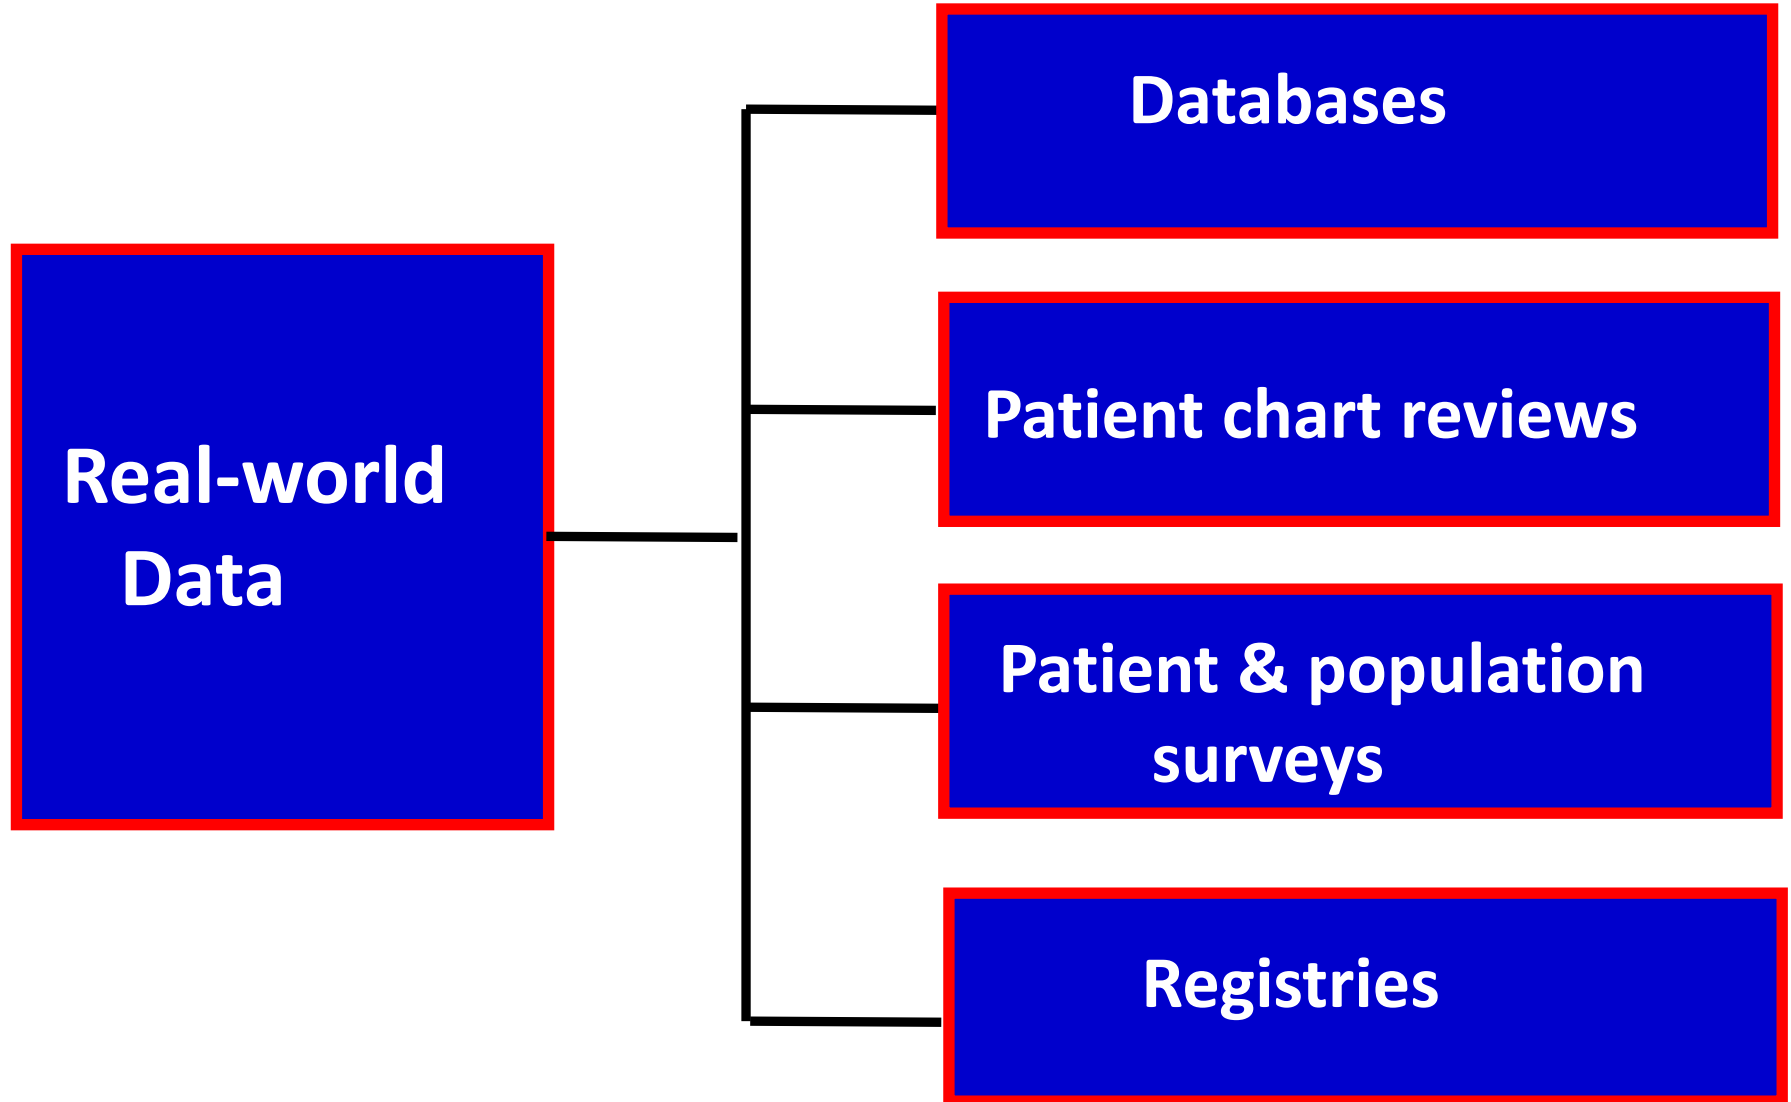 Databases
Patient chart reviews
Real-world
Data
Patient & population
surveys
Registries